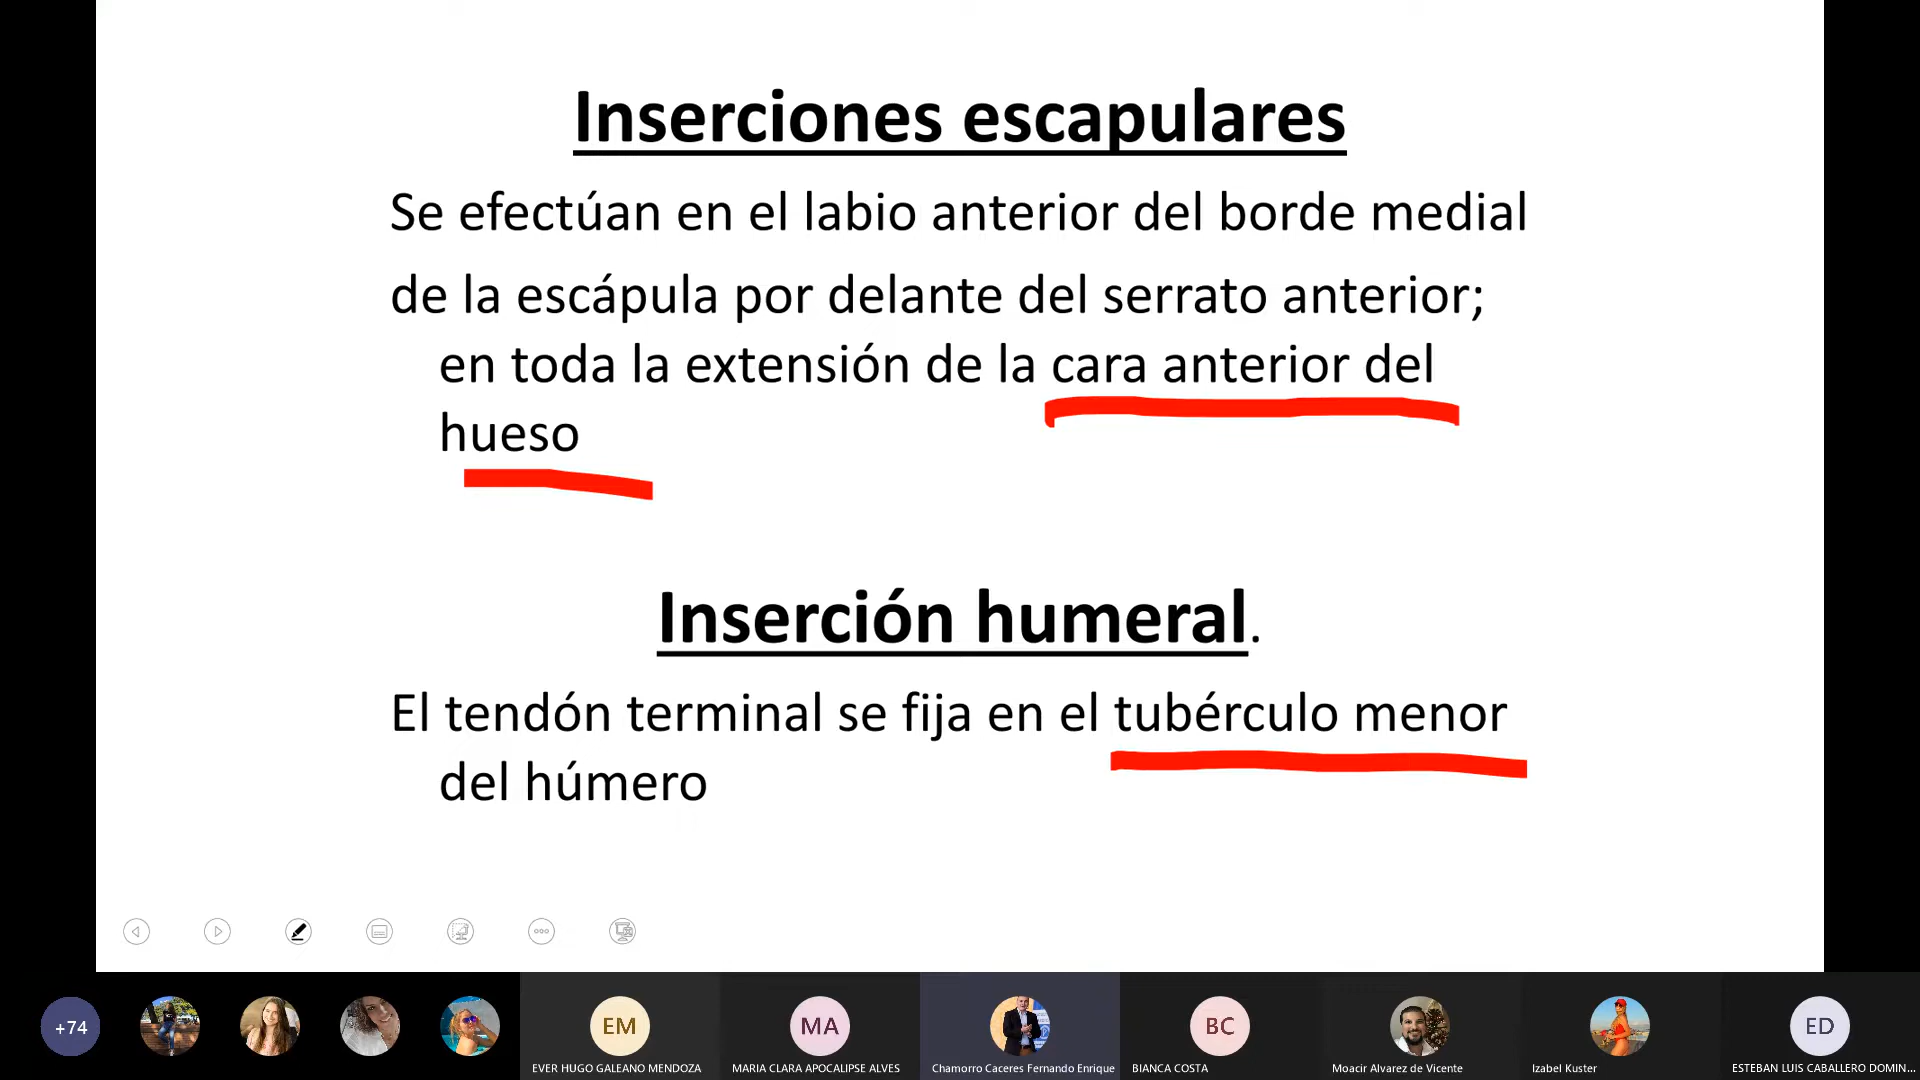 Inserciones escapulares
Se efectúan en el labio anterior del borde medial
de la escápula por delante del serrato anterior;
en toda la extensión de la cara anterior del
hueso
Inserción humeral.
El tendón terminal se fija en el tubérculo menor
del húmero
+74
EM
MA
BC
ED
EVER HUGO GALEANO MENDOZA
MARIA CLARA APOCALIPSE ALVES
Chamorro Caceres Fernando Enrique
BIANCA COSTA
Moacir Alvarez de Vicente
Izabel Kuster
ESTEBAN LUIS CABALLERO DOMIN...